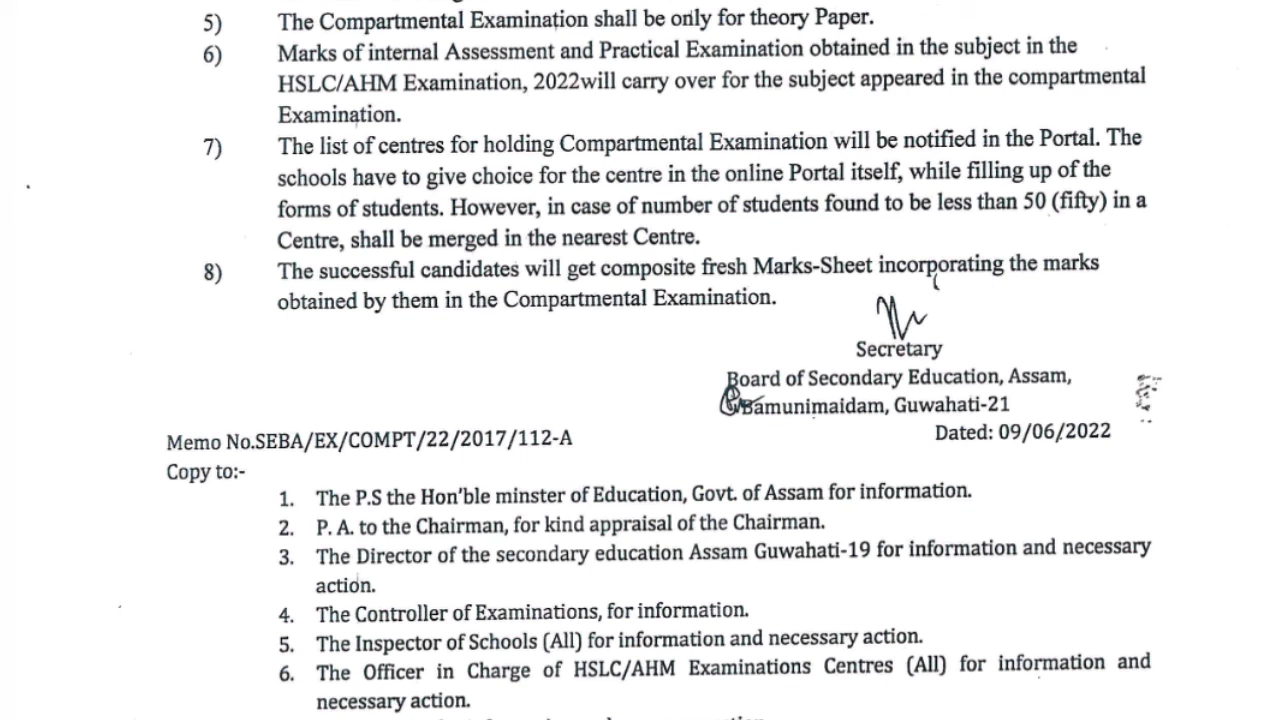 5) The Compartmental Examination shall be only for theory Paper.
6) Marks of internal Assessment and Practical Examination obtained in the subject in the
HSLC/AHM Examination, 2022will carry over for the subject appeared in the compartmental
Examination.
7) The list of centres for holding Compartmental Examination will be notified in the Portal. The
schools have to give choice for the centre in the online Portal itself, while filling up of the
forms of students. However, in case of number of students found to be less than 50 (fifty) in a
Centre, shall be merged in the nearest Centre.
8) The successful candidates will get composite fresh Marks-Sheet incorporating the marks
obtained by them in the Compartmental Examination.
Secretary
Board of Secondary Education, Assam,
Bamunimaidam, Guwahati-21
Memo No.SEBA/EX/COMPT/22/2017/112-A Dated: 09/06/2022
Copy to:-
1. The P.S the Hon'ble minster of Education, Govt. of Assam for information.
2. P. A. to the Chairman, for kind appraisal of the Chairman.
3. The Director of the secondary education Assam Guwahati-19 for information and necessary
action.
4. The Controller of Examinations, for information.
5. The Inspector of Schools (All) for information and necessary action.
6. The Officer in Charge of HSLC/AHM Examinations Centres (All) for information and
necessary action.